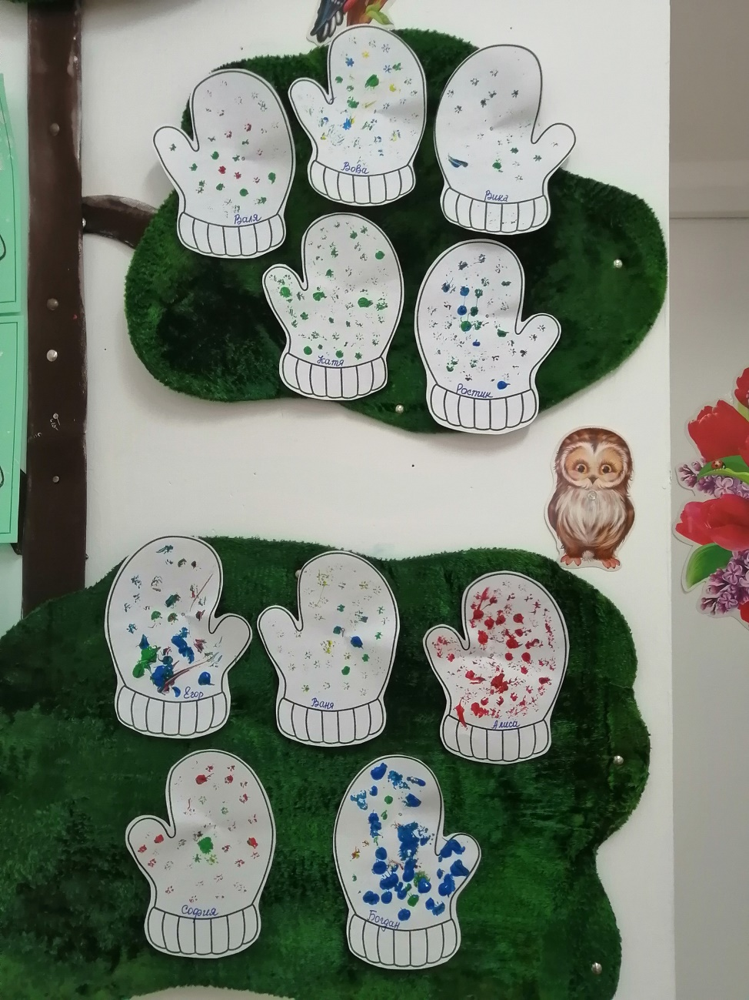 Вова
Вика
Валя
Катя
Ростик
Егор
Ваня
Алиса
София
Богдан